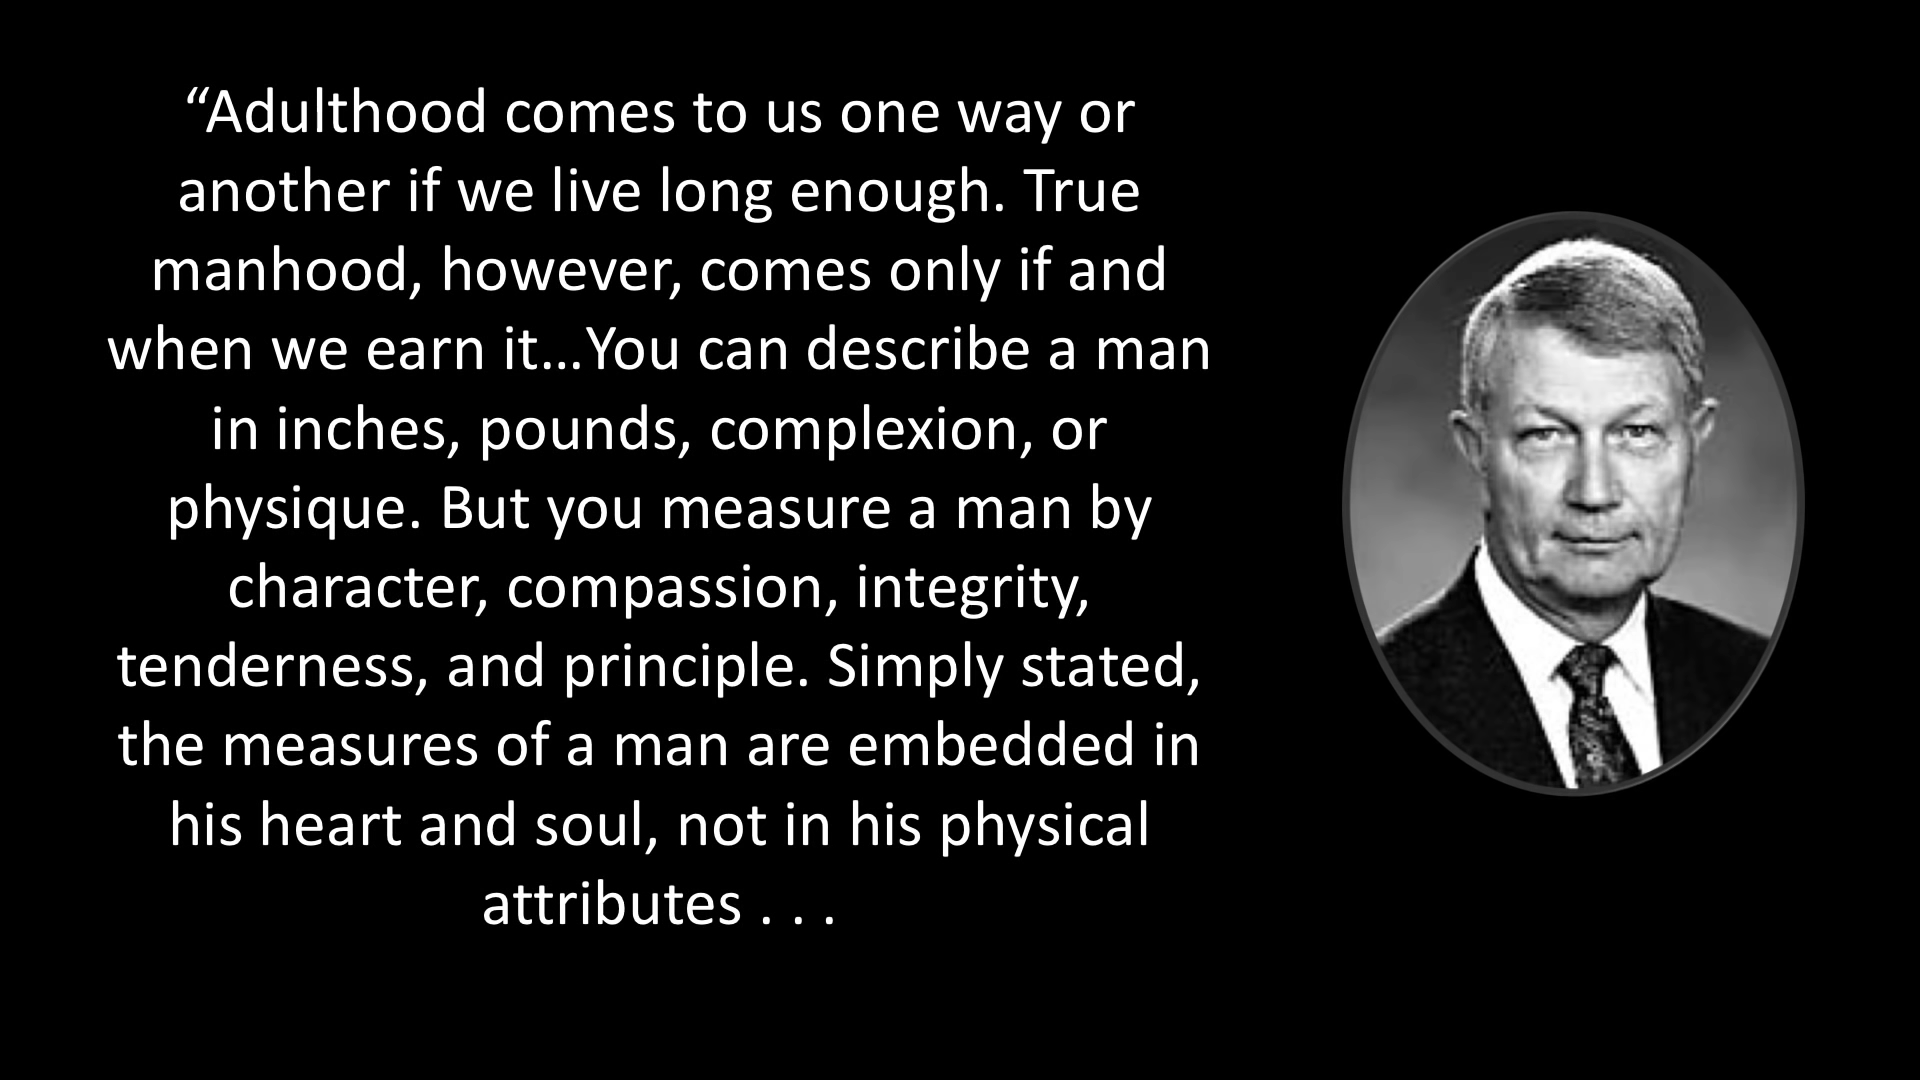 “Adulthood comes to us one way or
another if we live long enough. True
manhood, however, comes only if and
when we earn it…You can describe a man
in inches, pounds, complexion, or
physique. But you measure a man by
character, compassion, integrity,
tenderness, and principle. Simply stated,
the measures of a man are embedded in
his heart and soul, not in his physical
attributes . . .